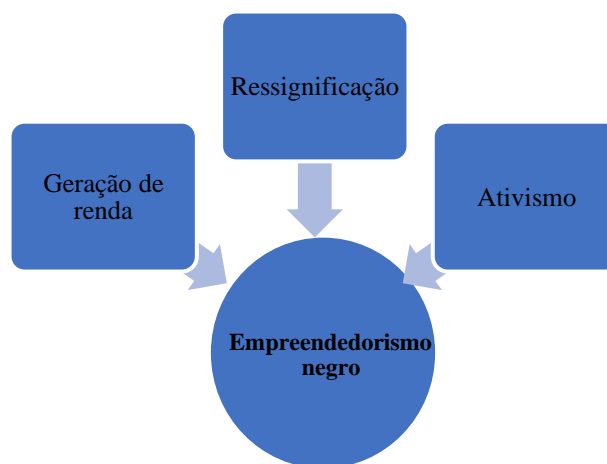 Ressignificação
Geração de
renda
Ativismo
Empreendedorismo
negro